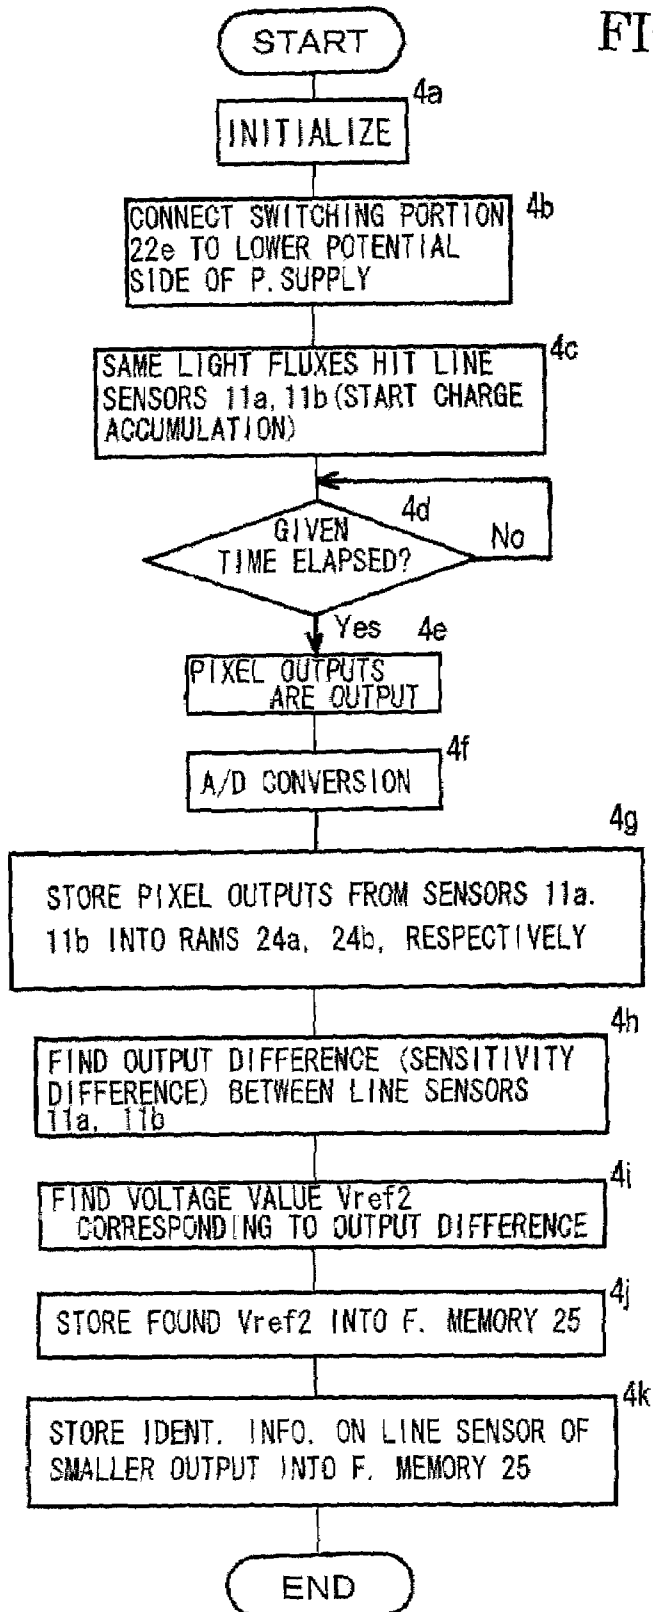 START
FI
4a
INITIALIZE
4b
CONNECT SWITCHING PORTION
22e TO LOWER POTENTIAL
SIDE OF P.SUPPLY
4c
SAME LIGHT FLUXES HIT LINE
SENSORS 11a, 11b(START CHARGE
ACCUMULATION)
4d
GIVEN
TIME ELAPSED?
No
Yes
4e
PIXEL OUTPUTS
ARE OUTPUT
4f
A/D CONVERSION
4g
STORE PIXEL OUTPUTS FROM SENSORS 11a.
11b INTO RAMS 24a, 24b, RESPECTIVELY
4h
FIND OUTPUT DIFFERENCE (SENSITIVITY
DIFFERENCE) BETWEEN LINE SENSORS
11a, 11b
4i
FIND VOLTAGE VALUE Vref2
CORRESPONDING TO OUTPUT DIFFERENCE
4j
STORE FOUND Vref2 INTO F. MEMORY 25
4k
STORE IDENT. INFO. ON LINE SENSOR OF
SMALLER OUTPUT INTO F. MEMORY 25
END